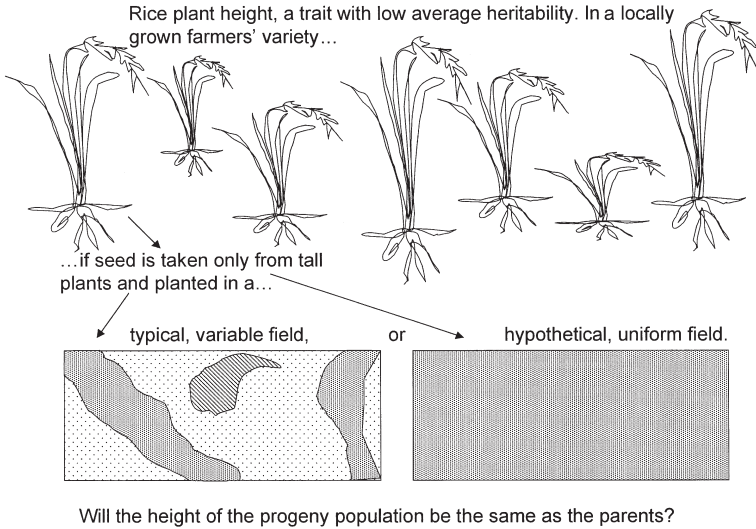 Rice plant height, a trait with low average heritability. In a locally
grown farmers’ variety…
…if seed is taken only from tall
plants and planted in a…
typical, variable field, or hypothetical, uniform field.
Will the height of the progeny population be the same as the parents?